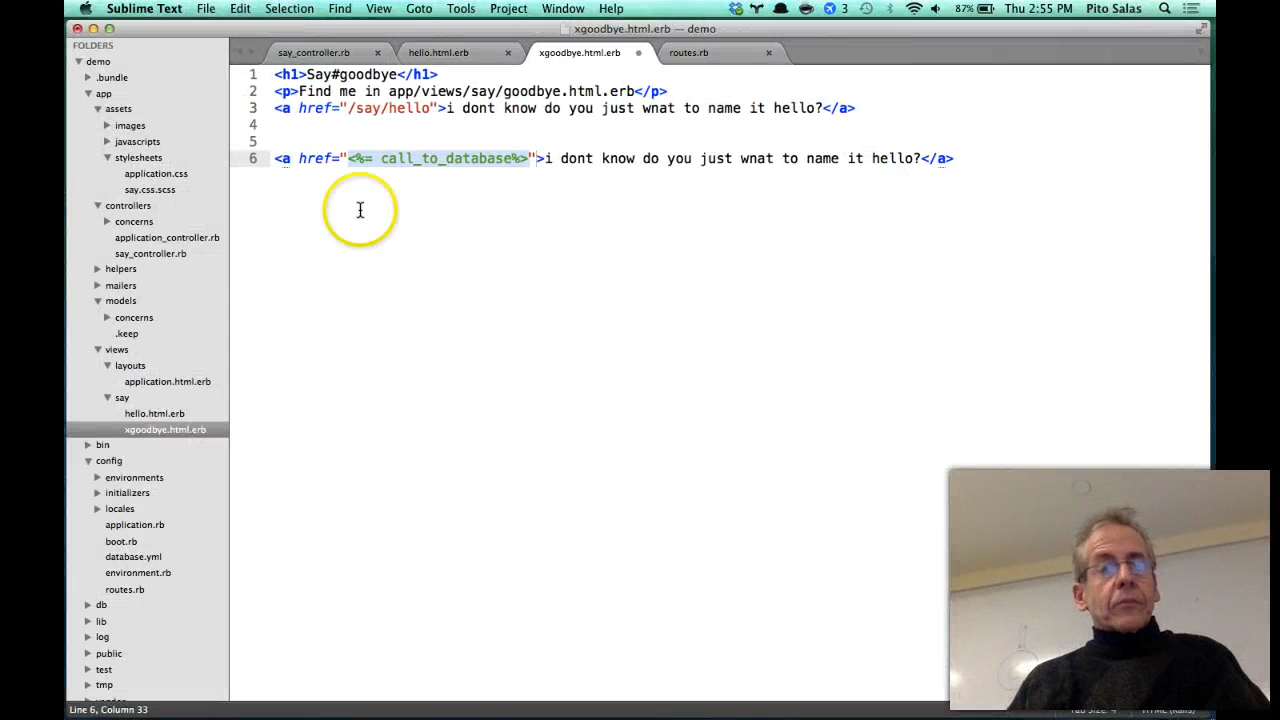 Sublime Text File Edit Selection Find View Goto Tools Project Window Help 3 87% Thu 2:55 PM Pito Salas
xgoodbye.html.erb — demo
FOLDERS
say_controller.rb × hello.html.erb × xgoodbye.html.erb routes.rb ×
demo
.bundle
app
assets
images
javascripts
stylesheets
application.css
say.css.scss
controllers
concerns
application_controller.rb
say_controller.rb
helpers
mailers
models
concerns
.keep
views
layouts
application.html.erb
say
hello.html.erb
xgoodbye.html.erb
bin
config
environments
initializers
locales
application.rb
boot.rb
database.yml
environment.rb
routes.rb
db
lib
log
public
test
tmp
1 <h1>Say#goodbye</h1>
2 <p>Find me in app/views/say/goodbye.html.erb</p>
3 <a href="/say/hello">i dont know do you just wnat to name it hello?</a>
4
5
6 <a href="<%= call_to_database%>">i dont know do you just wnat to name it hello?</a>
Line 6, Column 33